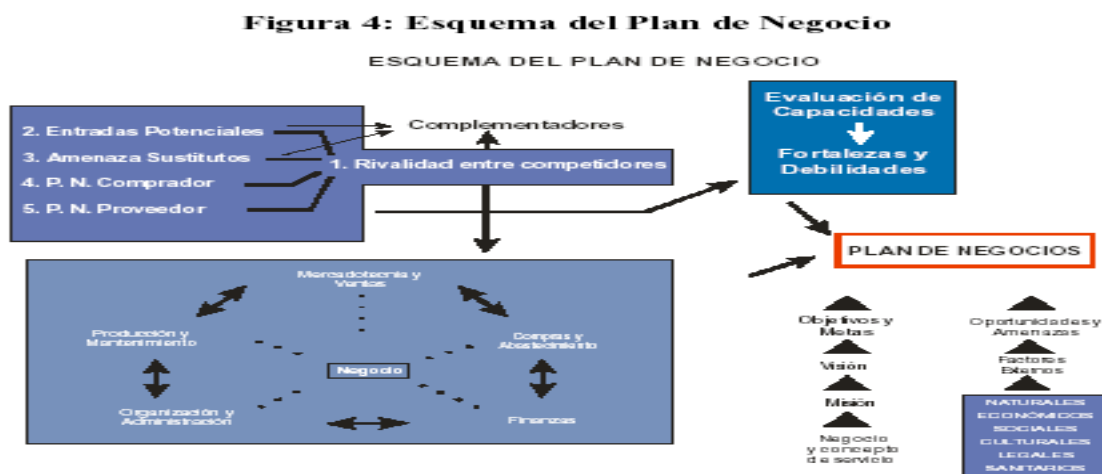 Figura 4: Esquema del Plan de Negocio
ESQUEMA DEL PLAN DE NEGOCIO
2. Entradas Potenciales
3. Amenaza Sustitutos
4. P. N. Comprador
5. P. N. Proveedor
Complementadores
1. Rivalidad entre competidores
Evaluación de
Capacidades
Fortalezas y
Debilidades
PLAN DE NEGOCIOS
Mercadotecnia y
Ventas
Producción y
Mantenimiento
Compras y
Abastecimiento
Negocio
Organización y
Administración
Finanzas
Objetivos y
Metas
Visión
Misión
Negocio
y concepto
de servicio
Oportunidades y
Amenazas
Factores
Externos
NATURALES
ECONÓMICOS
SOCIALES
CULTURALES
LEGALES
SANITARIOS